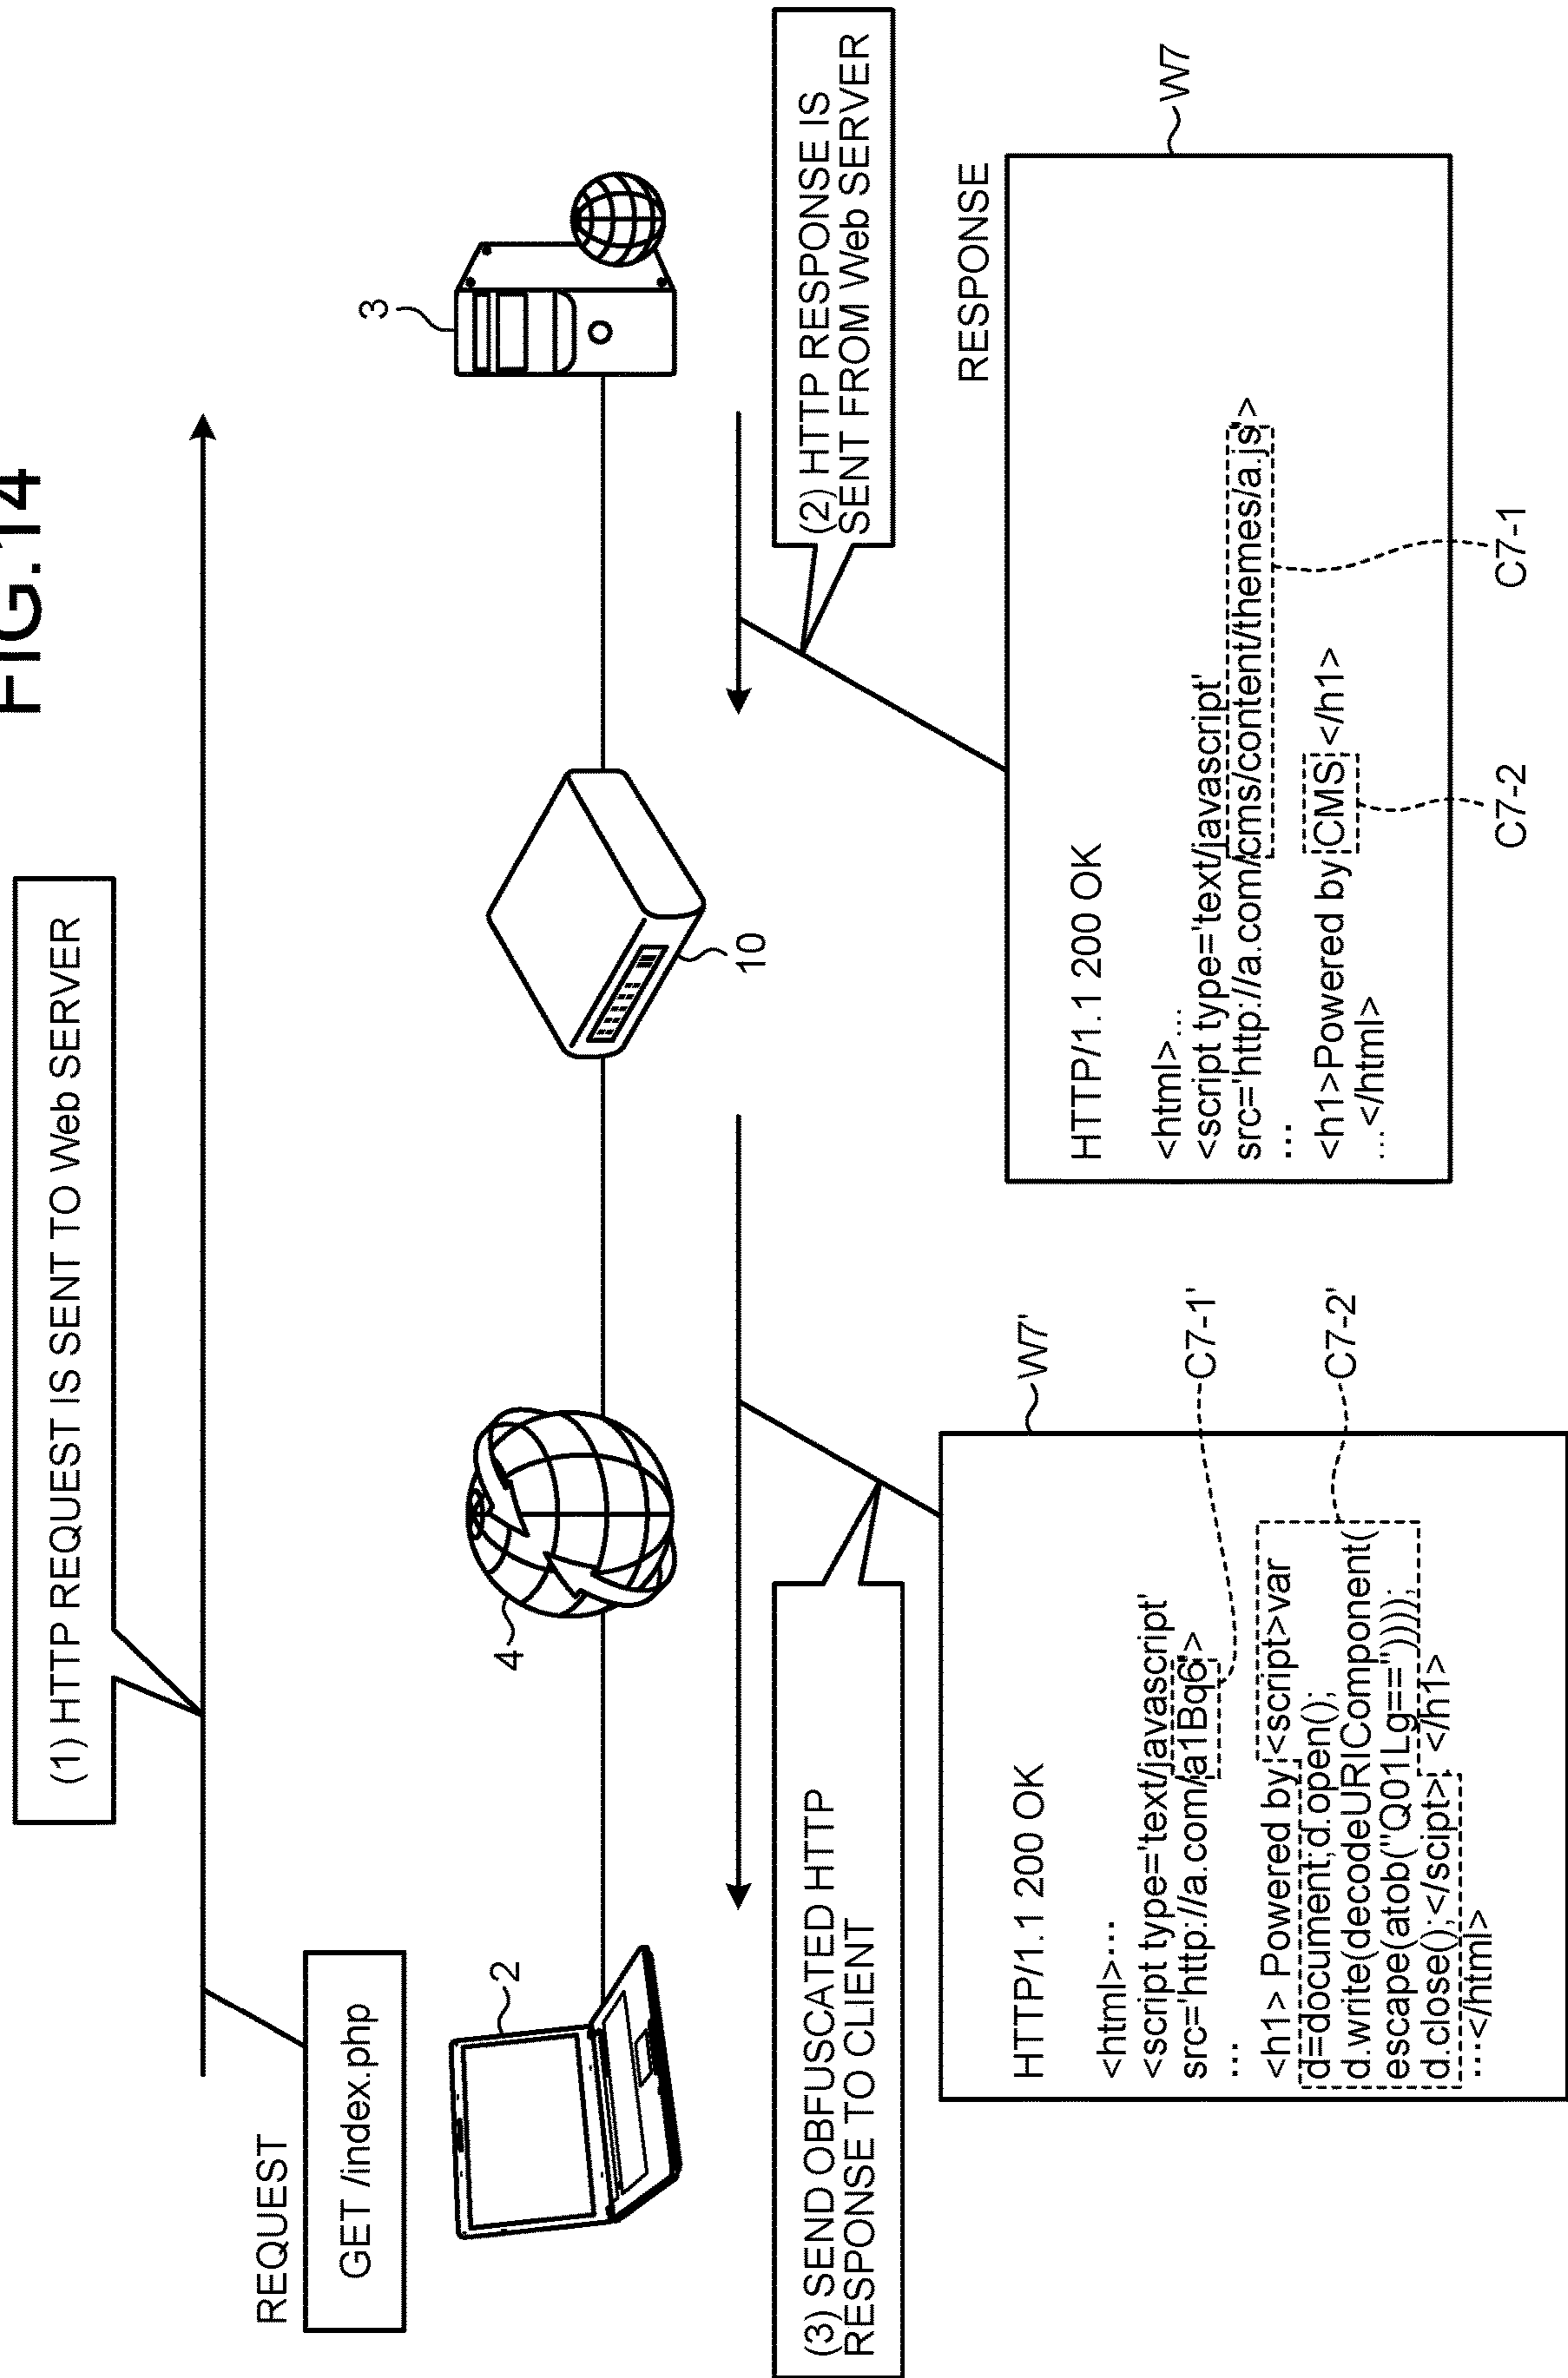 FIG.14
(1) HTTP REQUEST IS SENT TO Web SERVER
REQUEST
GET /index.php
2
4
10
3
(2) HTTP RESPONSE IS
SENT FROM Web SERVER
(3) SEND OBFUSCATED HTTP
RESPONSE TO CLIENT
W7'
HTTP/1.1 200 OK
<html>...
<script type='text/javascript'
src='http://a.com/a1Bq6'>
...
<h1> Powered by <script>var
d=document;d.open();
d.write(decodeURIComponent(
escape(atob("Q01Lg=="))));
d.close();</scipt> </h1>
...</html>
C7-1'
C7-2'
RESPONSE
W7
HTTP/1.1 200 OK
<html>...
<script type='text/javascript'
src='http://a.com/cms/content/themes/a.js'>
...
<h1>Powered by CMS </h1>
...</html>
C7-2
C7-1